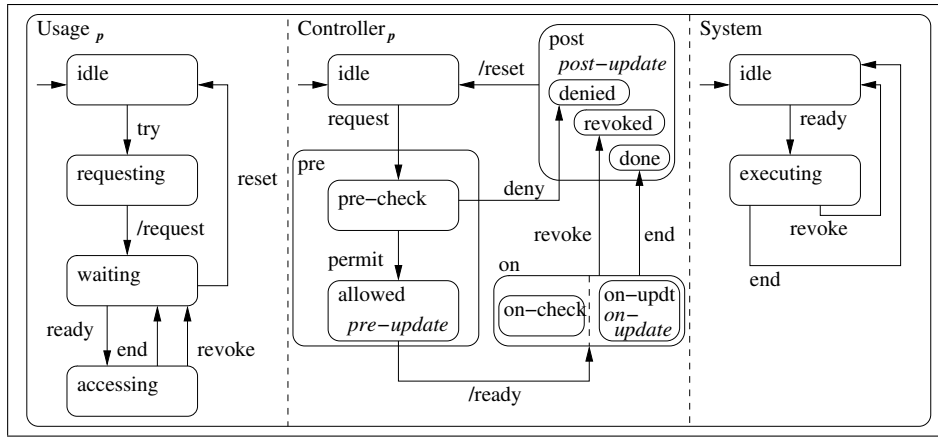 Usage p
idle
try
requesting
/request
waiting
reset
ready
end
revoke
accessing
Controller p
idle
/reset
request
pre
pre-check
deny
permit
allowed
pre-update
/ready
post
post-update
denied
revoked
done
revoke
end
on
on-check
on-updt
on-
update
System
idle
ready
executing
revoke
end